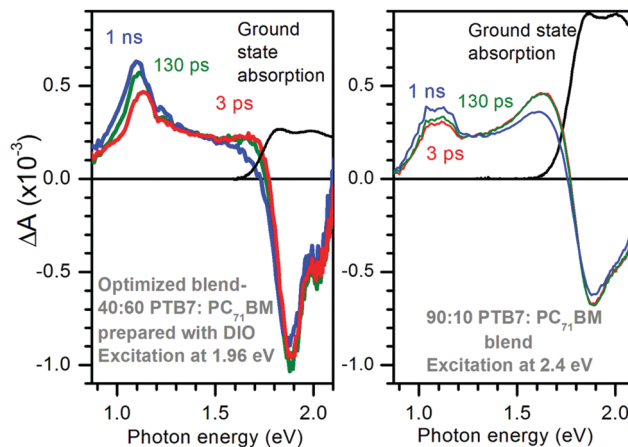 1 ns
130 ps
3 ps
Ground
state
absorption
Optimized blend-
40:60 PTB7: PC71BM
prepared with DIO
Excitation at 1.96 eV
ΔA (x10⁻³)
0.5
0.0
-0.5
-1.0
1.0
1.5
2.0
Photon energy (eV)
Ground state
absorption
1 ns
130 ps
3 ps
90:10 PTB7: PC71BM
blend
Excitation at 2.4 eV
0.5
0.0
-0.5
-1.0
1.0
1.5
2.0
Photon energy (eV)